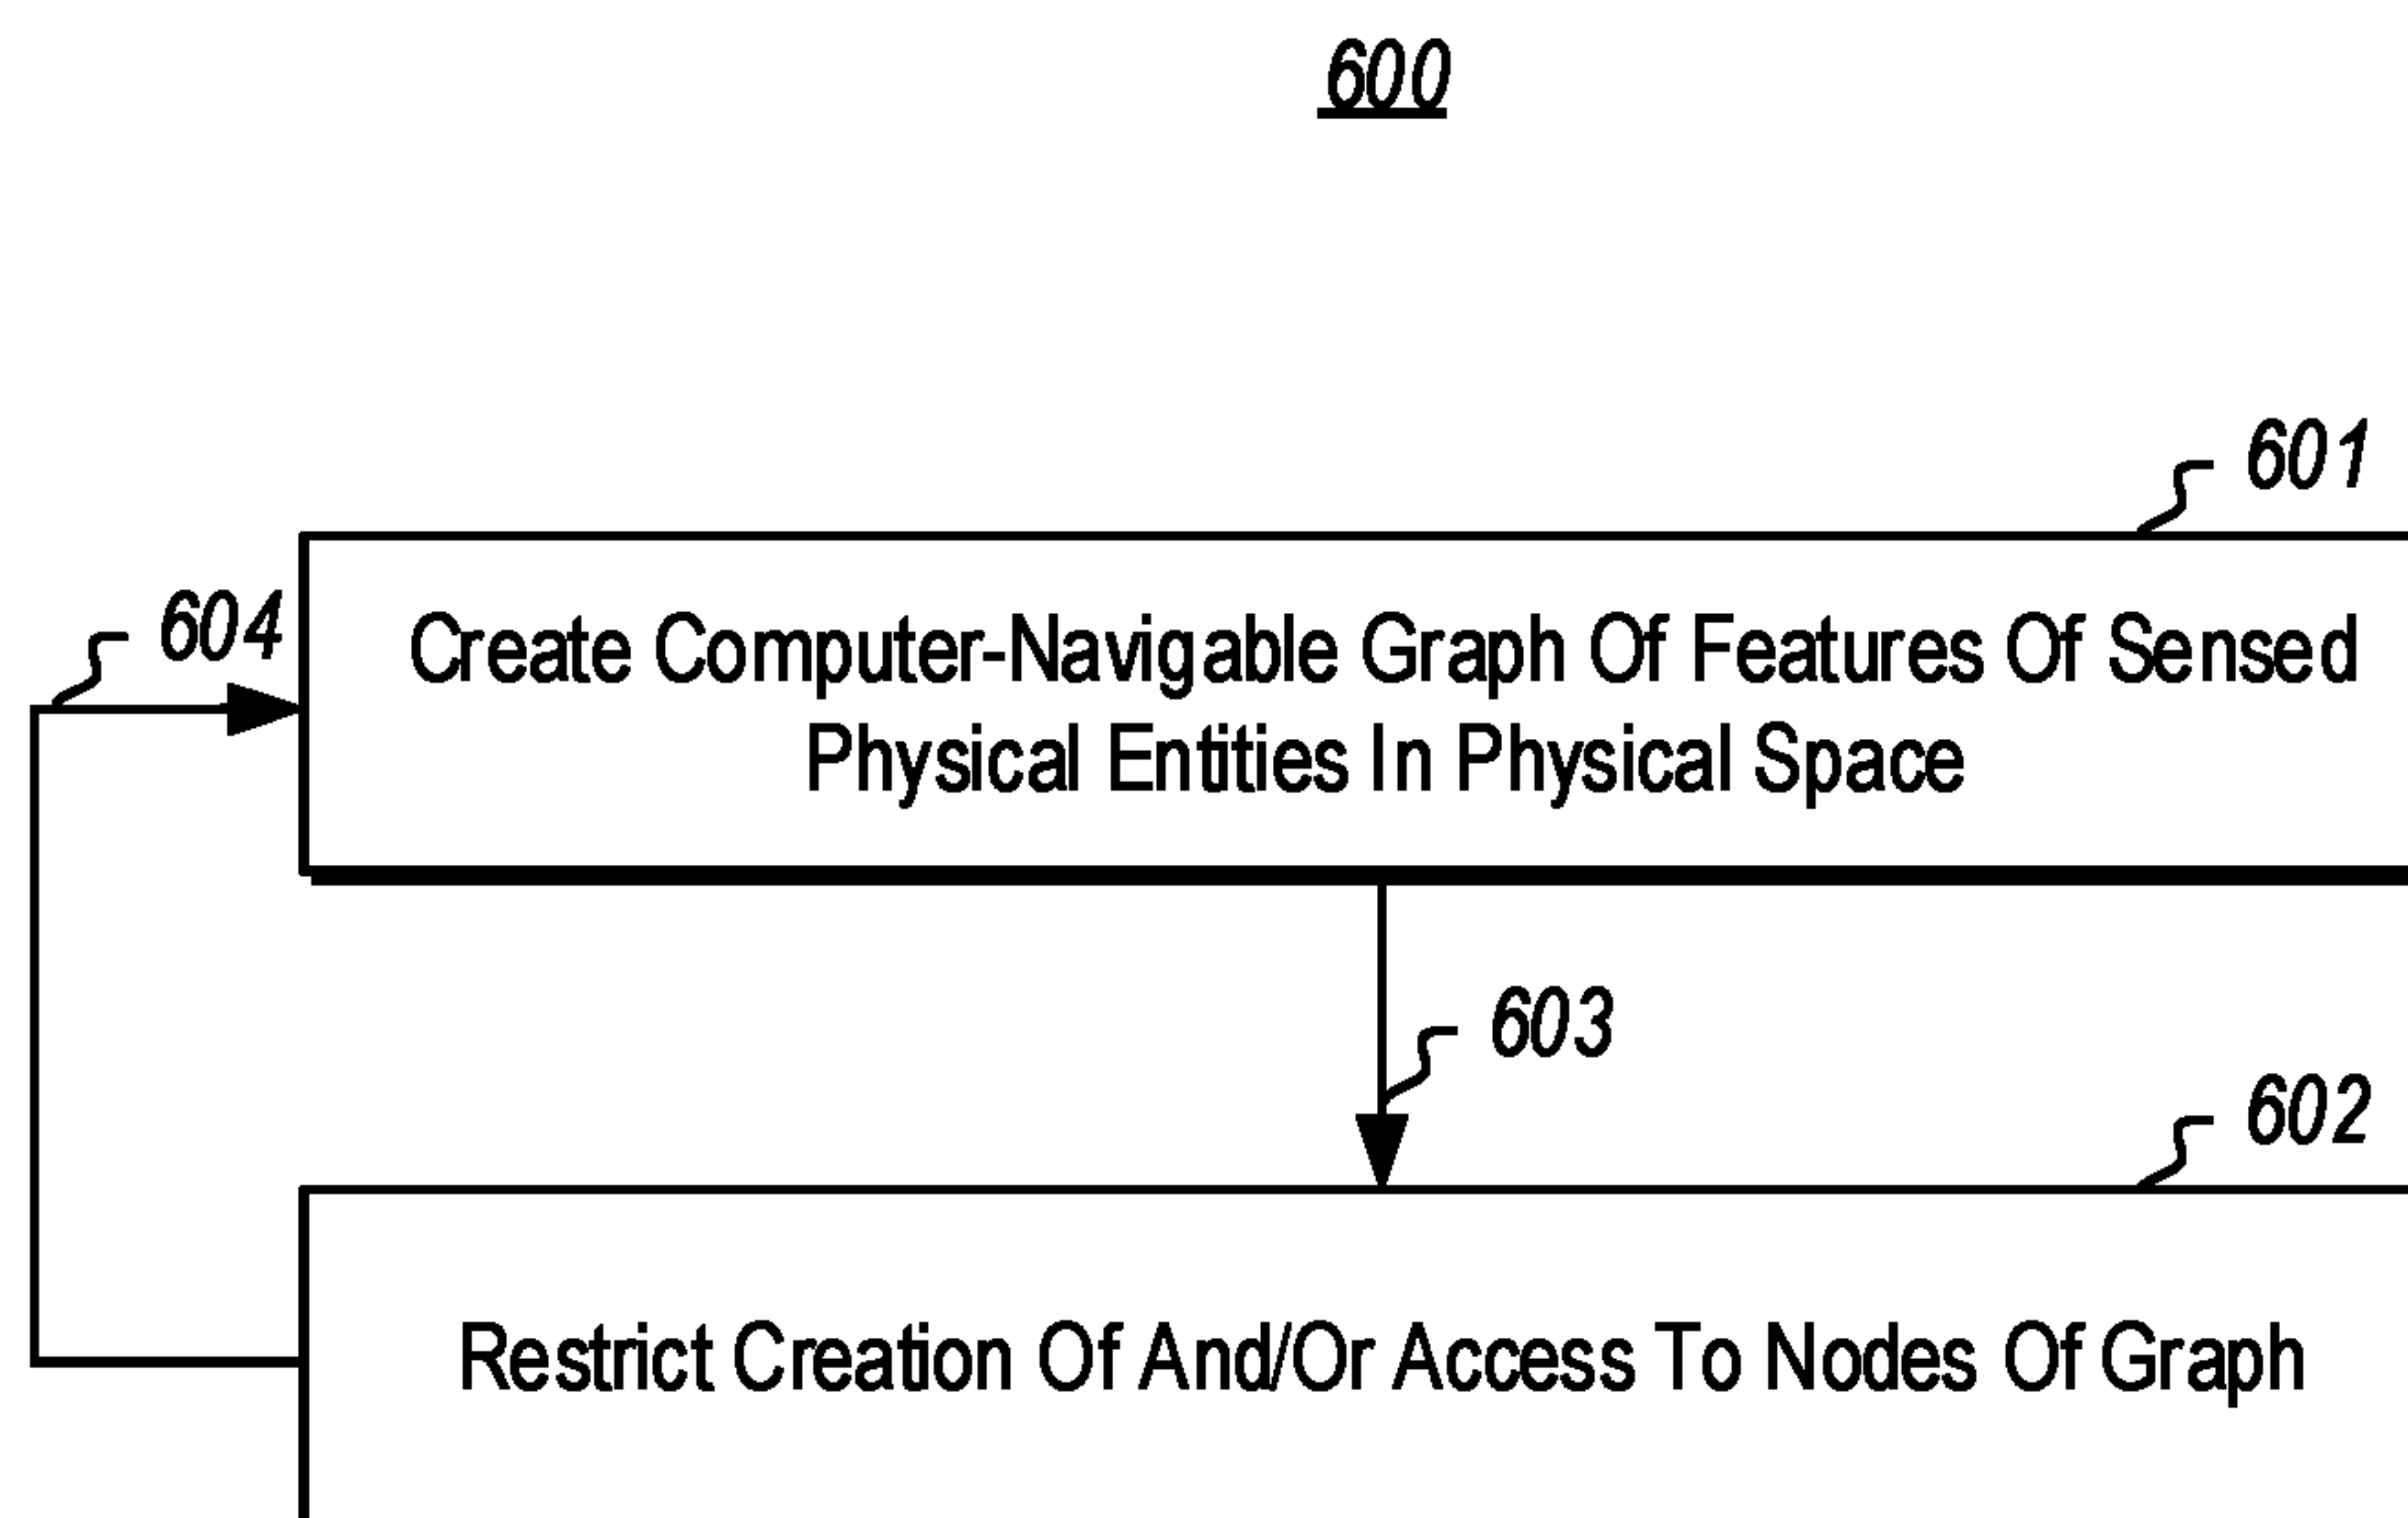 600
601
604
Create Computer-Navigable Graph Of Features Of Sensed
Physical Entities In Physical Space
603
602
Restrict Creation Of And/Or Access To Nodes Of Graph